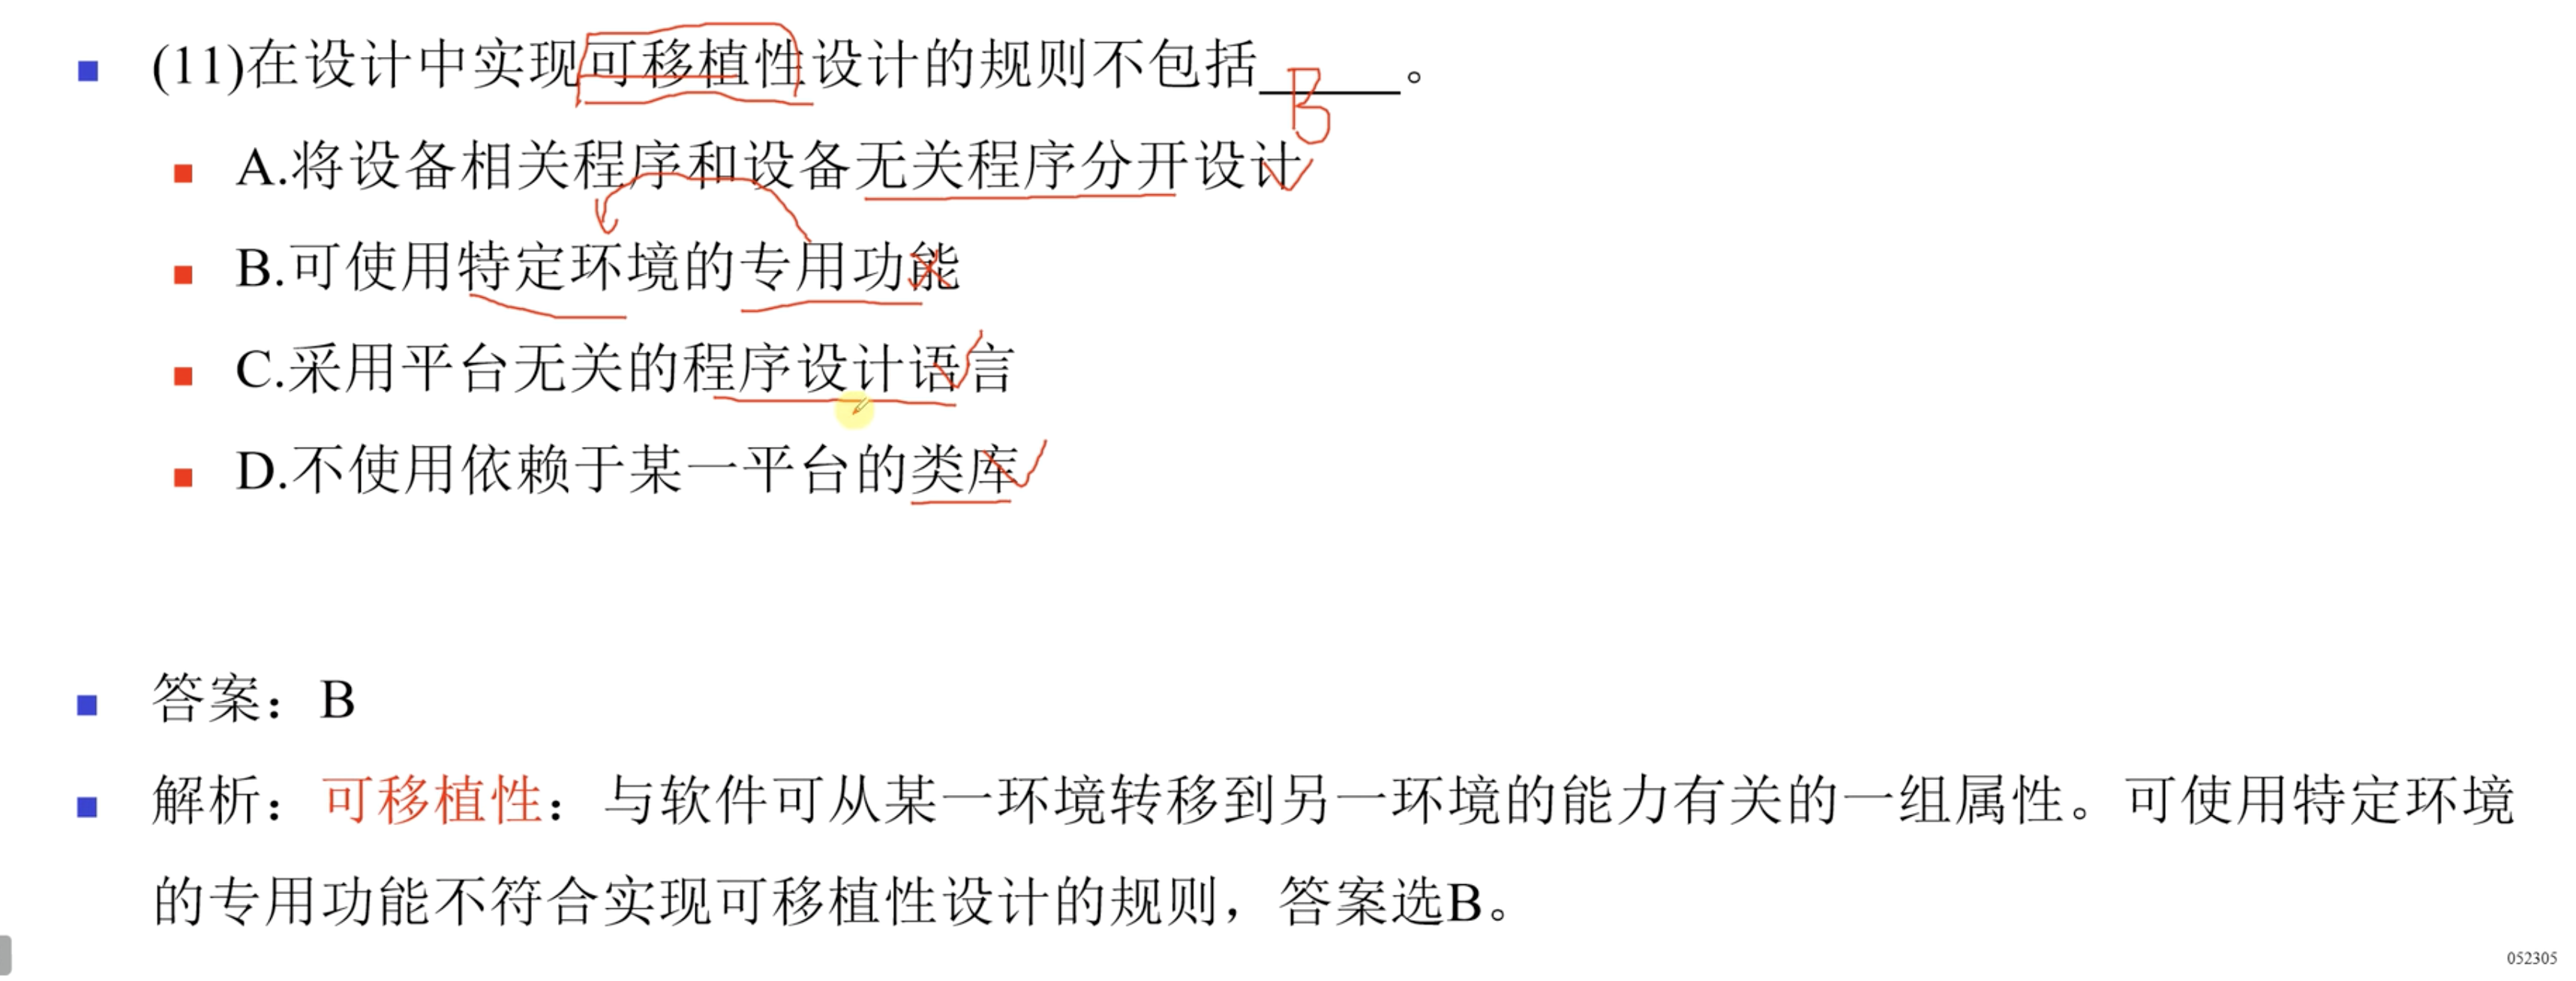 (11)在设计中实现可移植性设计的规则不包括______。
B
A.将设备相关程序和设备无关程序分开设计
B.可使用特定环境的专用功能
C.采用平台无关的程序设计语言
D.不使用依赖于某一平台的类库
答案：B
解析：可移植性：与软件可从某一环境转移到另一环境的能力有关的一组属性。可使用特定环境
的专用功能不符合实现可移植性设计的规则，答案选B。
052305